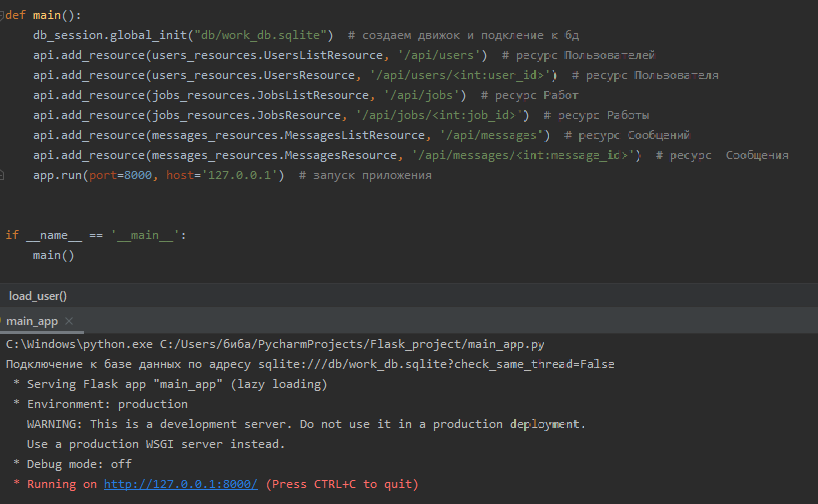 def main():
    db_session.global_init("db/work_db.sqlite")  # создаем движок и подкление к бд
    api.add_resource(users_resources.UsersListResource, '/api/users')  # ресурс Пользователей
    api.add_resource(users_resources.UsersResource, '/api/users/<int:user_id>')  # ресурс Пользователя
    api.add_resource(jobs_resources.JobsListResource, '/api/jobs')  # ресурс Работ
    api.add_resource(jobs_resources.JobsResource, '/api/jobs/<int:job_id>')  # ресурс Работы
    api.add_resource(messages_resources.MessagesListResource, '/api/messages')  # ресурс Сообщений
    api.add_resource(messages_resources.MessagesResource, '/api/messages/<int:message_id>')  # ресурс  Сообщения
    app.run(port=8000, host='127.0.0.1')  # запуск приложения
if __name__ == '__main__':
    main()
load_user()
main_app
C:\Windows\python.exe C:/Users/биба/PycharmProjects/Flask_project/main_app.py
Подключение к базе данных по адресу sqlite:///db/work_db.sqlite?check_same_thread=False
 * Serving Flask app "main_app" (lazy loading)
 * Environment: production
   WARNING: This is a development server. Do not use it in a production deployment.
   Use a production WSGI server instead.
 * Debug mode: off
 * Running on http://127.0.0.1:8000/ (Press CTRL+C to quit)